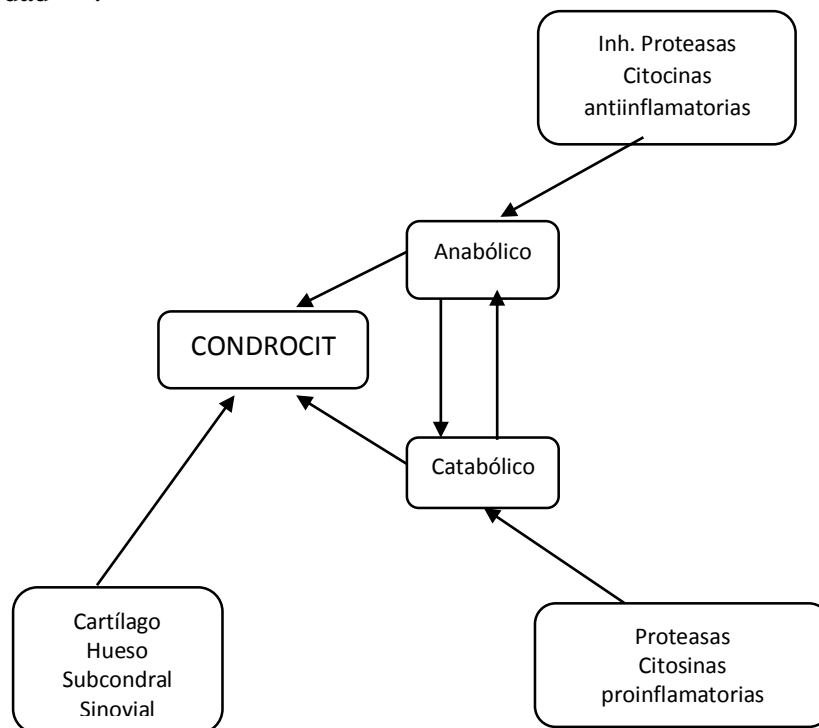 Inh. Proteasas
Citocinas
antiinflamatorias
Anabólico
CONDROCIT
Catabólico
Cartílago
Hueso
Subcondral
Sinovial
Proteasas
Citosinas
proinflamatorias